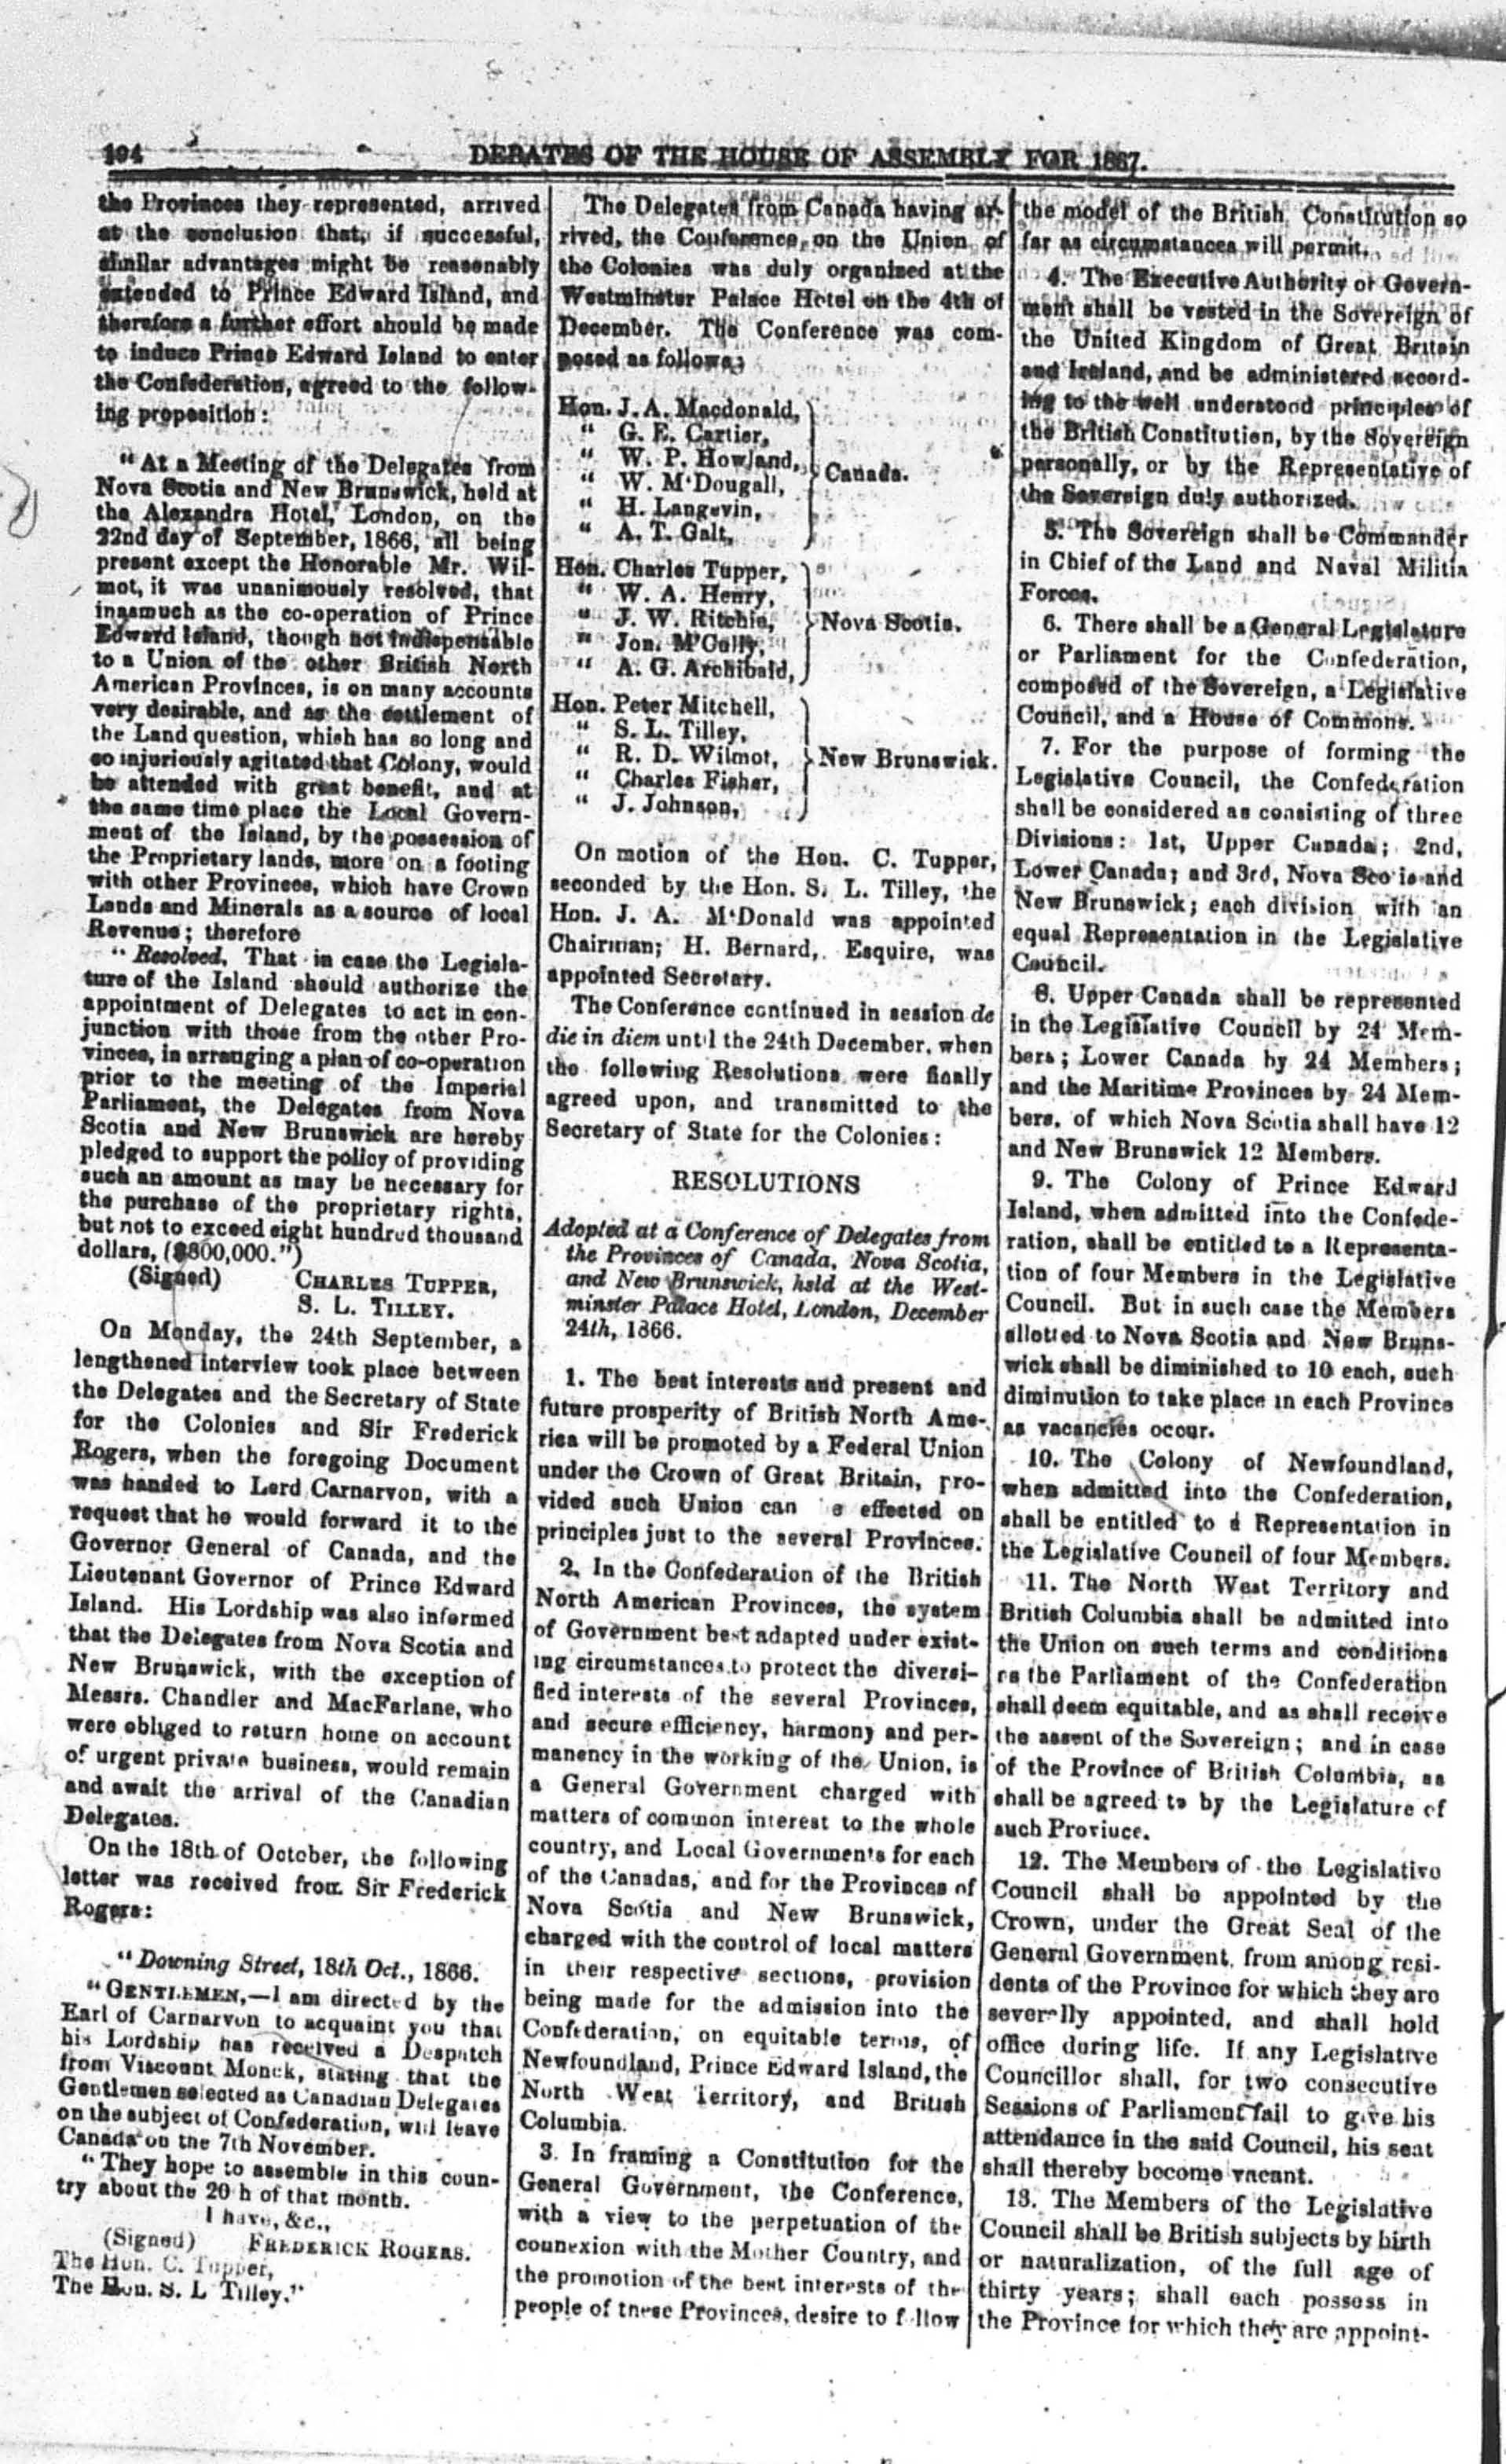 194
DEBATES OF THE HOUSE OF ASSEMBLY FOR 1867.
the Provinces they represented, arrived
at the conclusion that, if successful,
similar advantages might be reasonably
extended to Prince Edward Island, and
therefore a further effort should be made
to induce Prince Edward Island to enter
the Confederation, agreed to the follow-
ing proposition:
"At a Meeting of the Delegates from
Nova Scotia and New Brunswick, held at
the Alexandra Hotel, London, on the
22nd day of September, 1866, all being
present except the Honorable Mr. Wil-
mot, it was unanimously resolved, that
inasmuch as the co-operation of Prince
Edward Island, though not indispensable
to a Union of the other British North
American Provinces, is on many accounts
very desirable, and as the settlement of
the Land question, which has so long and
so injuriously agitated that Colony, would
be attended with great benefit, and at
the same time place the Local Govern-
ment of the Island, by the possession of
the Proprietary lands, more on a footing
with other Provinces, which have Crown
Lands and Minerals as a source of local
Revenue; therefore
"Resolved, That in case the Legisla-
ture of the Island should authorize the
appointment of Delegates to act in con-
junction with those from the other Pro-
vinces, in arranging a plan of co-operation
prior to the meeting of the Imperial
Parliament, the Delegates from Nova
Scotia and New Brunswick are hereby
pledged to support the policy of providing
such an amount as may be necessary for
the purchase of the proprietary rights,
but not to exceed eight hundred thousand
dollars, ($800,000.")
(Signed) CHARLES TUPPER,
S. L. TILLEY.
On Monday, the 24th September, a
lengthened interview took place between
the Delegates and the Secretary of State
for the Colonies and Sir Frederick
Rogers, when the foregoing Document
was handed to Lord Carnarvon, with a
request that he would forward it to the
Governor General of Canada, and the
Lieutenant Governor of Prince Edward
Island. His Lordship was also informed
that the Delegates from Nova Scotia and
New Brunswick, with the exception of
Messrs. Chandler and MacFarlane, who
were obliged to return home on account
of urgent private business, would remain
and await the arrival of the Canadian
Delegates.
On the 18th of October, the following
letter was received from Sir Frederick
Rogers:
"Downing Street, 18th Oct., 1866.
"GENTLEMEN,—I am directed by the
Earl of Carnarvon to acquaint you that
his Lordship has received a Despatch
from Viscount Monck, stating that the
Gentlemen selected as Canadian Delegates
on the subject of Confederation, will leave
Canada on the 7th November.
"They hope to assemble in this coun-
try about the 20 h of that month.
I have, &c.,
(Signed) FREDERICK ROGERS.
The Hon. C. Tupper,
The Hon. S. L Tilley."
The Delegates from Canada having ar-
rived, the Conference on the Union of
the Colonies was duly organized at the
Westminster Palace Hotel on the 4th of
December. The Conference was com-
posed as follows;
Hon. J. A. Macdonald,
" G. E. Cartier,
" W. P. Howland,
" W. M'Dougall,
" H. Langevin,
" A. T. Galt,
Canada.
Hon. Charles Tupper,
" W. A. Henry,
" J. W. Ritchie,
" Jon. M'Cully,
" A. G. Archibald,
Nova Scotia.
Hon. Peter Mitchell,
" S. L. Tilley,
" R. D. Wilmot,
" Charles Fisher,
" J. Johnson,
New Brunswick.
On motion of the Hon. C. Tupper,
seconded by the Hon. S. L. Tilley, the
Hon. J. A. M'Donald was appointed
Chairman; H. Bernard, Esquire, was
appointed Secretary.
The Conference continued in session de
die in diem until the 24th December, when
the following Resolutions were finally
agreed upon, and transmitted to the
Secretary of State for the Colonies:
RESOLUTIONS
Adopted at a Conference of Delegates from
the Provinces of Canada, Nova Scotia,
and New Brunswick, held at the West-
minster Palace Hotel, London, December
24th, 1866.
1. The best interests and present and
future prosperity of British North Ame-
rica will be promoted by a Federal Union
under the Crown of Great Britain, pro-
vided such Union can e effected on
principles just to the several Provinces.
2. In the Confederation of the British
North American Provinces, the system
of Government best adapted under exist-
ing circumstances to protect the diversi-
fied interests of the several Provinces,
and secure efficiency, harmony and per-
manency in the working of the Union, is
a General Government charged with
matters of common interest to the whole
country, and Local Governments for each
of the Canadas, and for the Provinces of
Nova Scotia and New Brunswick,
charged with the control of local matters
in their respective sections, provision
being made for the admission into the
Confederation, on equitable terms, of
Newfoundland, Prince Edward Island, the
North West Territory, and British
Columbia.
3. In framing a Constitution for the
General Government, the Conference,
with a view to the perpetuation of the
connexion with the Mother Country, and
the promotion of the best interests of the
people of these Provinces, desire to f llow
the model of the British Constitution so
far as circumstances will permit.
4. The Executive Authority or Govern-
ment shall be vested in the Sovereign of
the United Kingdom of Great Britain
and Ireland, and be administered accord-
ing to the well understood principles of
the British Constitution, by the Sovereign
personally, or by the Representative of
the Sovereign duly authorized.
5. The Sovereign shall be Commander
in Chief of the Land and Naval Militia
Forces.
6. There shall be a General Legislature
or Parliament for the Confederation,
composed of the Sovereign, a Legislative
Council, and a House of Commons.
7. For the purpose of forming the
Legislative Council, the Confederation
shall be considered as consisting of three
Divisions: 1st, Upper Canada; 2nd,
Lower Canada; and 3rd, Nova Sco ia and
New Brunswick; each division with an
equal Representation in the Legislative
Council.
8. Upper Canada shall be represented
in the Legislative Council by 24 Mem-
bers; Lower Canada by 24 Members;
and the Maritime Provinces by 24 Mem-
bers, of which Nova Scotia shall have 12
and New Brunswick 12 Members.
9. The Colony of Prince Edward
Island, when admitted into the Confede-
ration, shall be entitled to a Representa-
tion of four Members in the Legislative
Council. But in such case the Members
allotted to Nova Scotia and New Bruns-
wick shall be diminished to 10 each, such
diminution to take place in each Province
as vacancies occur.
10. The Colony of Newfoundland,
when admitted into the Confederation,
shall be entitled to a Representation in
the Legislative Council of four Members.
11. The North West Territory and
British Columbia shall be admitted into
the Union on such terms and conditions
as the Parliament of the Confederation
shall deem equitable, and as shall receive
the assent of the Sovereign; and in case
of the Province of British Columbia, as
shall be agreed to by the Legislature of
such Province.
12. The Members of the Legislative
Council shall be appointed by the
Crown, under the Great Seal of the
General Government, from among resi-
dents of the Province for which they are
severally appointed, and shall hold
office during life. If any Legislative
Councillor shall, for two consecutive
Sessions of Parliament fail to give his
attendance in the said Council, his seat
shall thereby become vacant.
13. The Members of the Legislative
Council shall be British subjects by birth
or naturalization, of the full age of
thirty years; shall each possess in
the Province for which they are appoint-